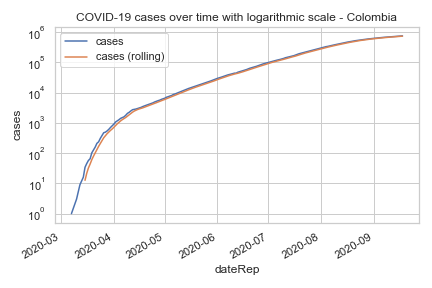 COVID-19 cases over time with logarithmic scale - Colombia
cases
cases (rolling)
10⁶
10⁵
10⁴
10³
10²
10¹
10⁰
cases
2020-03
2020-04
2020-05
2020-06
2020-07
2020-08
2020-09
dateRep